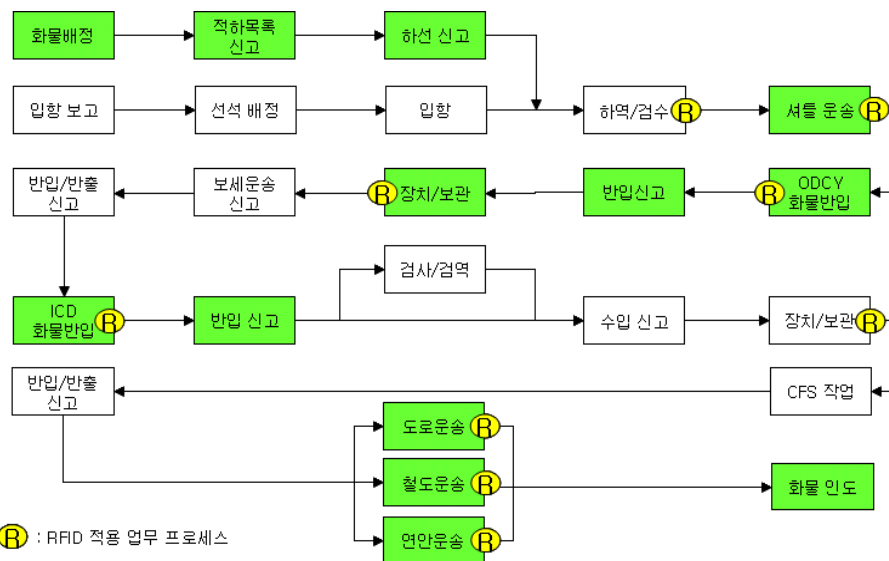 화물배정
적하목록
신고
하선 신고
입항 보고
선석 배정
입항
하역/검수
R
셔틀 운송
R
반입/반출
신고
보세운송
신고
R
장치/보관
반입신고
R
ODCY
화물반입
ICD
화물반입
R
반입 신고
검사/검역
수입 신고
장치/보관
R
반입/반출
신고
CFS 작업
도로운송
R
철도운송
R
연안운송
R
화물 인도
R : RFID 적용 업무 프로세스